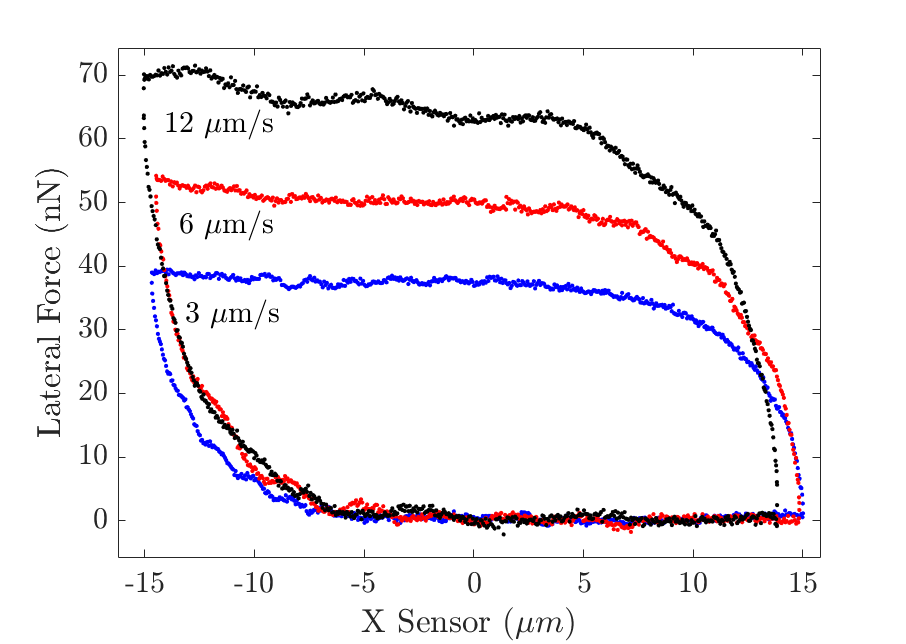 70
60
50
40
30
20
10
0
Lateral Force (nN)
12 μm/s
6 μm/s
3 μm/s
-15 -10 -5 0 5 10 15
X Sensor (μm)